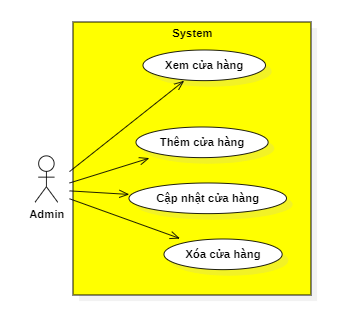 System
Xem cửa hàng
Thêm cửa hàng
Cập nhật cửa hàng
Admin
Xóa cửa hàng